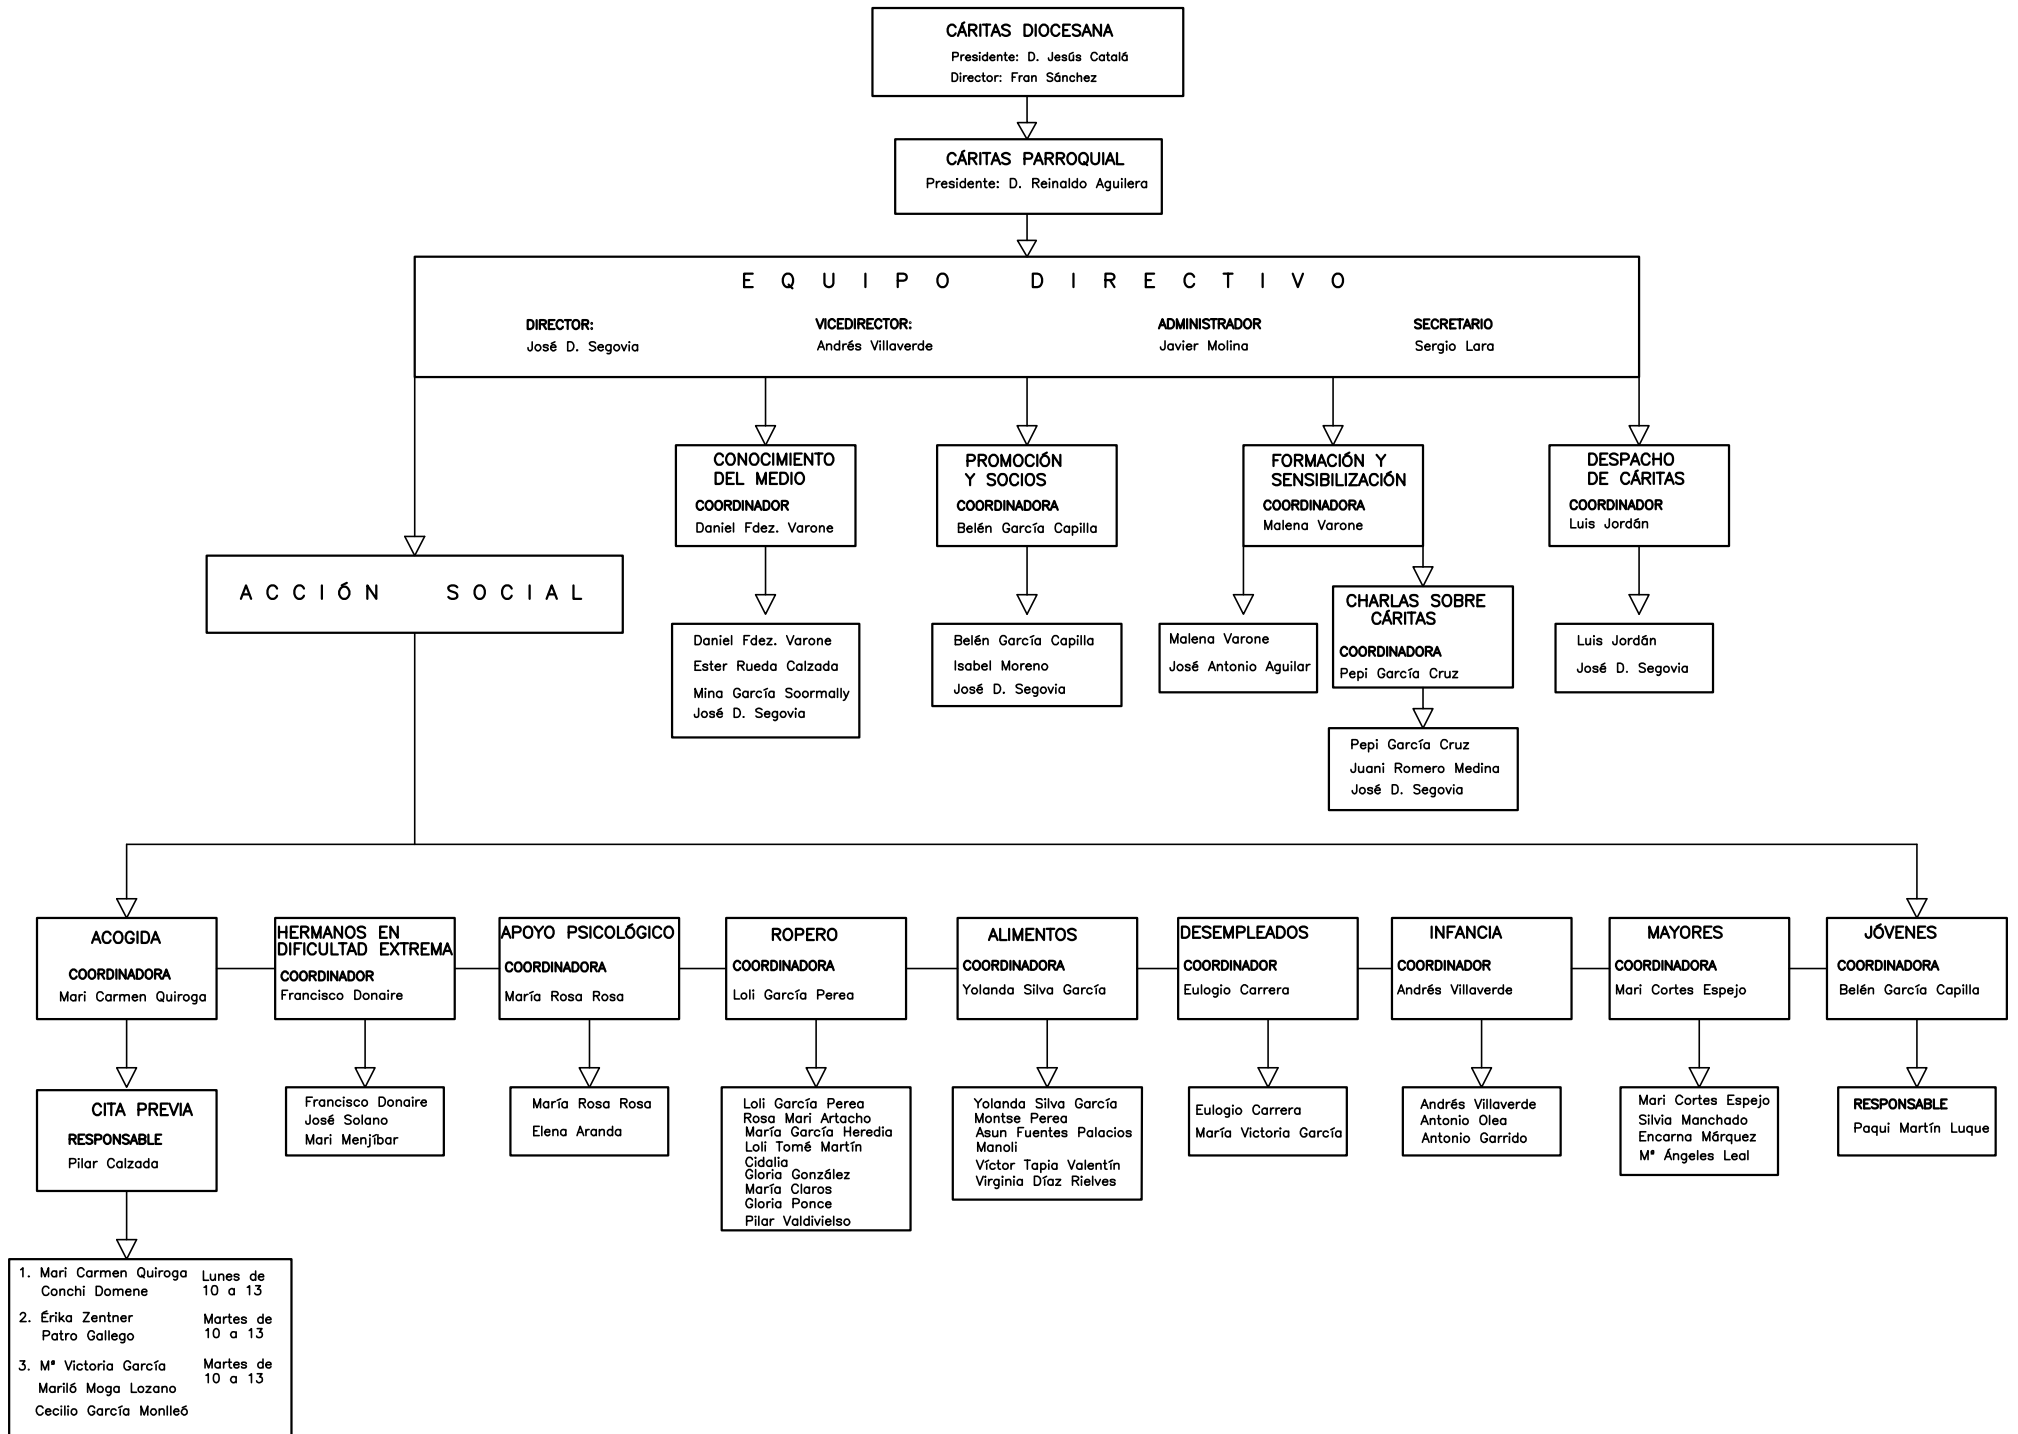 CÁRITAS DIOCESANA
Presidente: D. Jesús Catalá
Director: Fran Sánchez
CÁRITAS PARROQUIAL
Presidente: D. Reinaldo Aguilera
EQUIPO DIRECTIVO
DIRECTOR:
José D. Segovia
VICEDIRECTOR:
Andrés Villaverde
ADMINISTRADOR
Javier Molina
SECRETARIO
Sergio Lara
ACCIÓN SOCIAL
CONOCIMIENTO
DEL MEDIO
COORDINADOR
Daniel Fdez. Varone
Daniel Fdez. Varone
Ester Rueda Calzada
Mina García Soormally
José D. Segovia
PROMOCIÓN
Y SOCIOS
COORDINADORA
Belén García Capilla
Belén García Capilla
Isabel Moreno
José D. Segovia
FORMACIÓN Y
SENSIBILIZACIÓN
COORDINADORA
Malena Varone
Malena Varone
José Antonio Aguilar
CHARLAS SOBRE
CÁRITAS
COORDINADORA
Pepi García Cruz
Pepi García Cruz
Juani Romero Medina
José D. Segovia
DESPACHO
DE CÁRITAS
COORDINADOR
Luis Jordán
Luis Jordán
José D. Segovia
ACOGIDA
COORDINADORA
Mari Carmen Quiroga
CITA PREVIA
RESPONSABLE
Pilar Calzada
1. Mari Carmen Quiroga
Conchi Domene
Lunes de
10 a 13
2. Érika Zentner
Patro Gallego
Martes de
10 a 13
3. Mª Victoria García
Mariló Moga Lozano
Cecilio García Monlleó
Martes de
10 a 13
HERMANOS EN
DIFICULTAD EXTREMA
COORDINADOR
Francisco Donaire
Francisco Donaire
José Solano
Mari Menjíbar
APOYO PSICOLÓGICO
COORDINADORA
María Rosa Rosa
María Rosa Rosa
Elena Aranda
ROPERO
COORDINADORA
Loli García Perea
Loli García Perea
Rosa Mari Artacho
María García Heredia
Loli Tomé Martín
Cidalia
Gloria González
María Claros
Gloria Ponce
Pilar Valdivielso
ALIMENTOS
COORDINADORA
Yolanda Silva García
Yolanda Silva García
Montse Perea
Asun Fuentes Palacios
Manoli
Víctor Tapia Valentín
Virginia Díaz Rielves
DESEMPLEADOS
COORDINADOR
Eulogio Carrera
Eulogio Carrera
María Victoria García
INFANCIA
COORDINADOR
Andrés Villaverde
Andrés Villaverde
Antonio Olea
Antonio Garrido
MAYORES
COORDINADORA
Mari Cortes Espejo
Mari Cortes Espejo
Silvia Manchado
Encarna Márquez
Mª Ángeles Leal
JÓVENES
COORDINADORA
Belén García Capilla
RESPONSABLE
Paqui Martín Luque